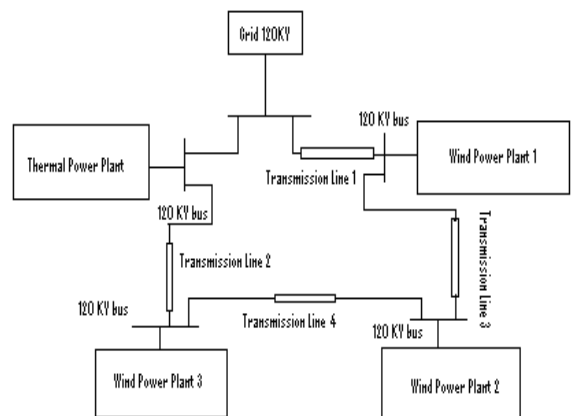 Grid 120KV
120 KV bus
Thermal Power Plant
Wind Power Plant 1
Transmission Line 1
120 KV bus
Transmission Line 2
Transmission Line 3
120 KV bus
Transmission Line 4
120 KV bus
Wind Power Plant 3
Wind Power Plant 2